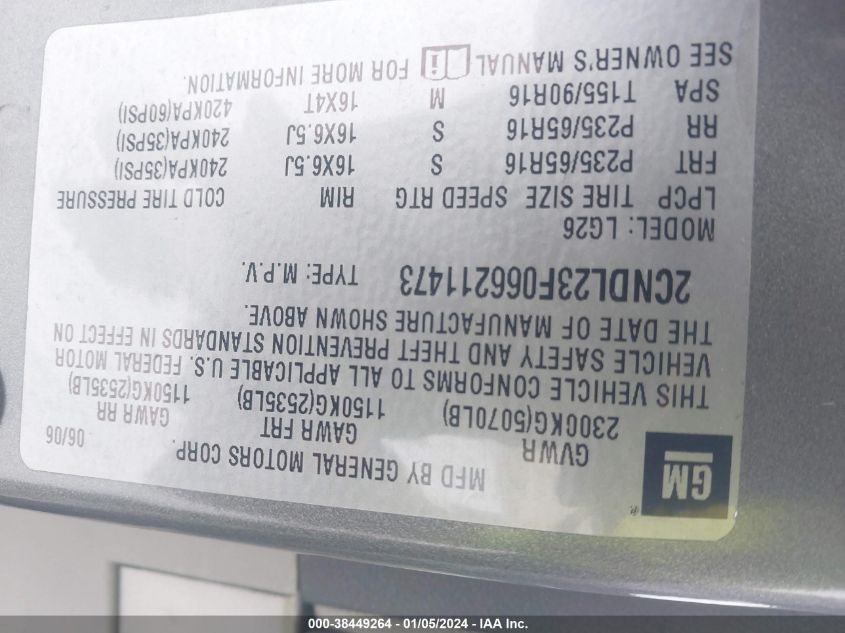 GM
®
MFD BY GENERAL MOTORS CORP. 06/06
GVWR GAWR FRT GAWR RR
2300KG(5070LB) 1150KG(2535LB) 1150KG(2535LB)
THIS VEHICLE CONFORMS TO ALL APPLICABLE U.S. FEDERAL MOTOR
VEHICLE SAFETY AND THEFT PREVENTION STANDARDS IN EFFECT ON
THE DATE OF MANUFACTURE SHOWN ABOVE.
2CNDL23F066211473 TYPE: M.P.V.
MODEL: LG26
LPCP TIRE SIZE SPEED RTG RIM COLD TIRE PRESSURE
FRT P235/65R16 S 16X6.5J 240KPA(35PSI)
RR P235/65R16 S 16X6.5J 240KPA(35PSI)
SPA T155/90R16 M 16X4T 420KPA(60PSI)
SEE OWNER'S MANUAL i FOR MORE INFORMATION.
000-38449264 - 01/05/2024 - IAA Inc.